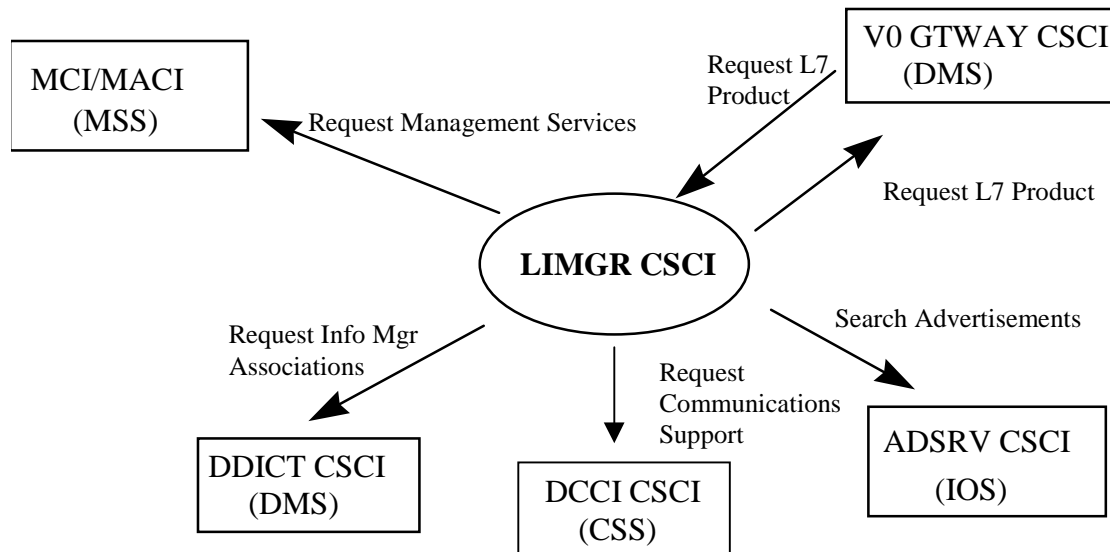 V0 GTWAY CSCI
(DMS)
MCI/MACI
(MSS)
Request L7
Product
Request Management Services
Request L7 Product
LIMGR CSCI
Request Info Mgr
Associations
Search Advertisements
Request
Communications
Support
DDICT CSCI
(DMS)
DCCI CSCI
(CSS)
ADSRV CSCI
(IOS)